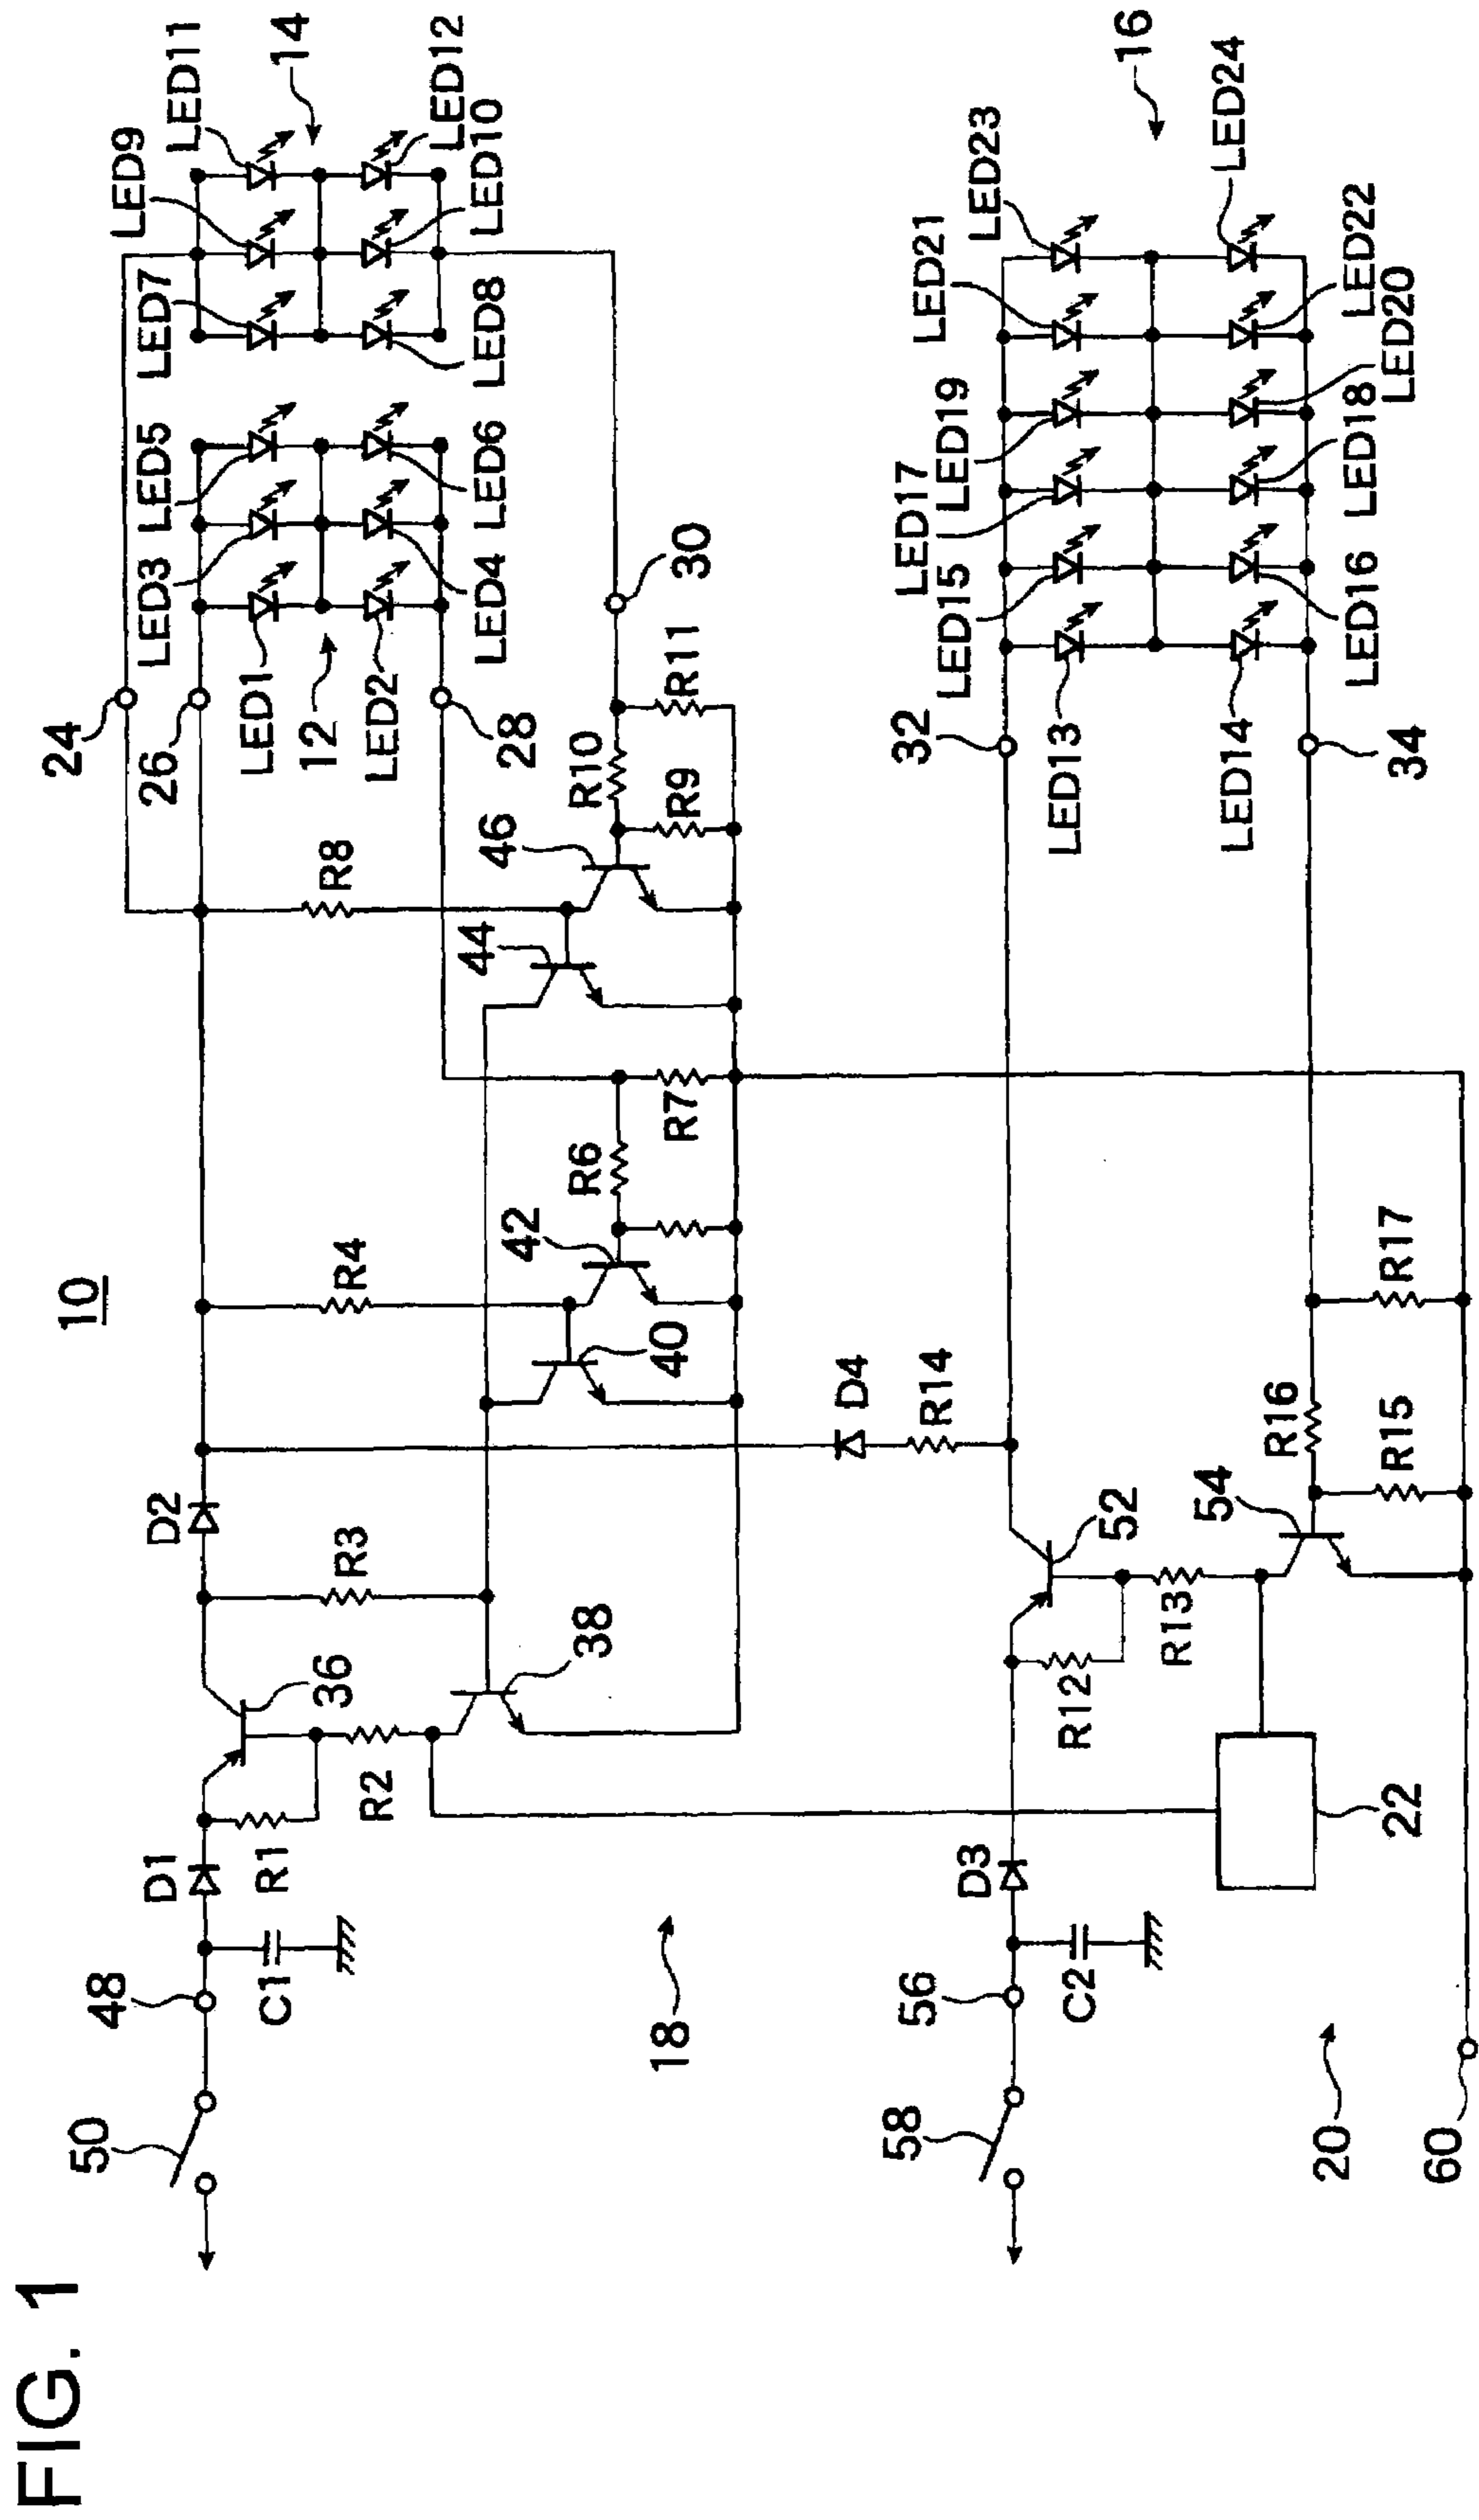 FIG. 1
10
50
48
C1
D1
R1
R2
36
R3
D2
38
R4
40
42
R6
R7
44
R8
46
R9
R10
R11
24
26
28
30
LED1
12
LED2
LED3
LED4
LED5
LED6
LED7
LED8
LED9
LED10
LED11
LED12
14
18
58
56
C2
D3
R12
R13
52
54
22
D4
R14
R15
R16
R17
32
34
LED13
LED14
LED15
LED16
LED17
LED18
LED19
LED20
LED21
LED22
LED23
LED24
16
20
60